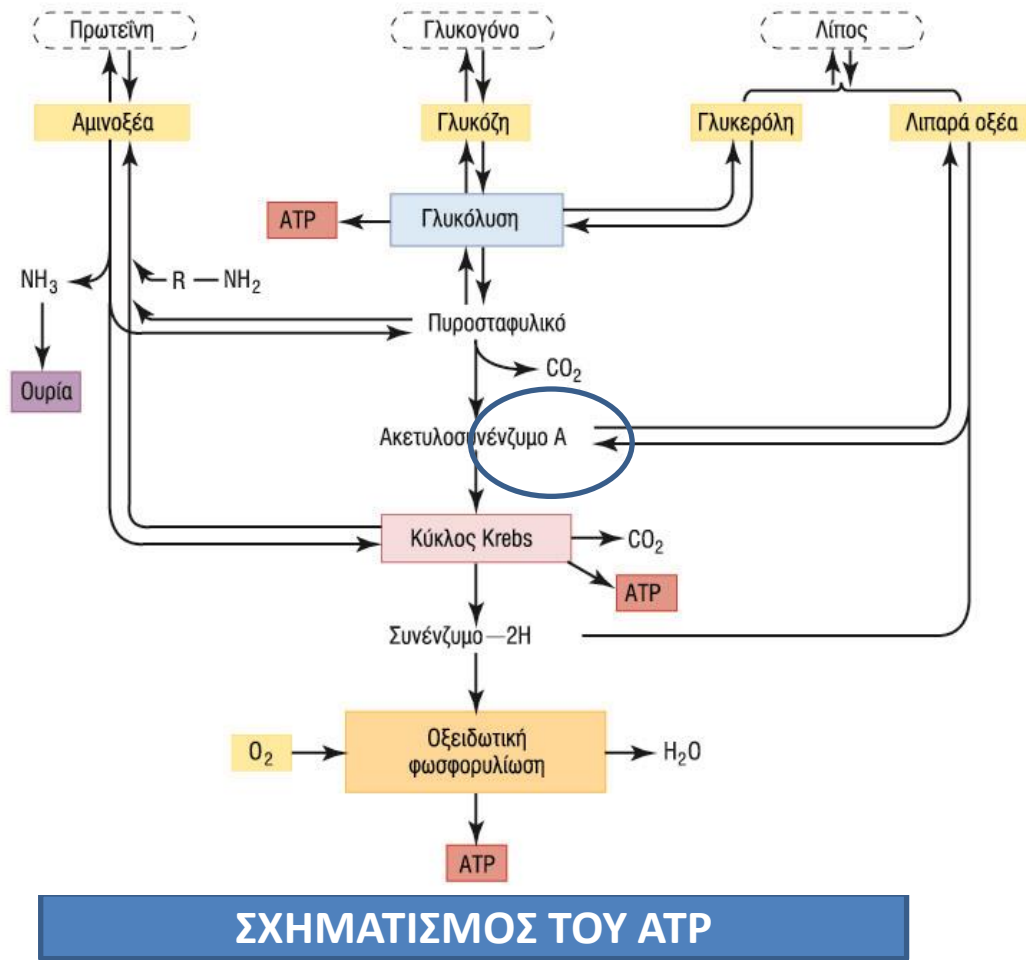 Πρωτεΐνη
Γλυκογόνο
Λίπος
Αμινοξέα
Γλυκόζη
Γλυκερόλη
Λιπαρά οξέα
ATP
Γλυκόλυση
NH3
R — NH2
Πυροσταφυλικό
CO2
Ουρία
Ακετυλοσυνένζυμο Α
Κύκλος Krebs
CO2
ATP
Συνένζυμο — 2H
O2
Οξειδωτική
φωσφορυλίωση
H2O
ATP
ΣΧΗΜΑΤΙΣΜΟΣ ΤΟΥ ΑΤΡ